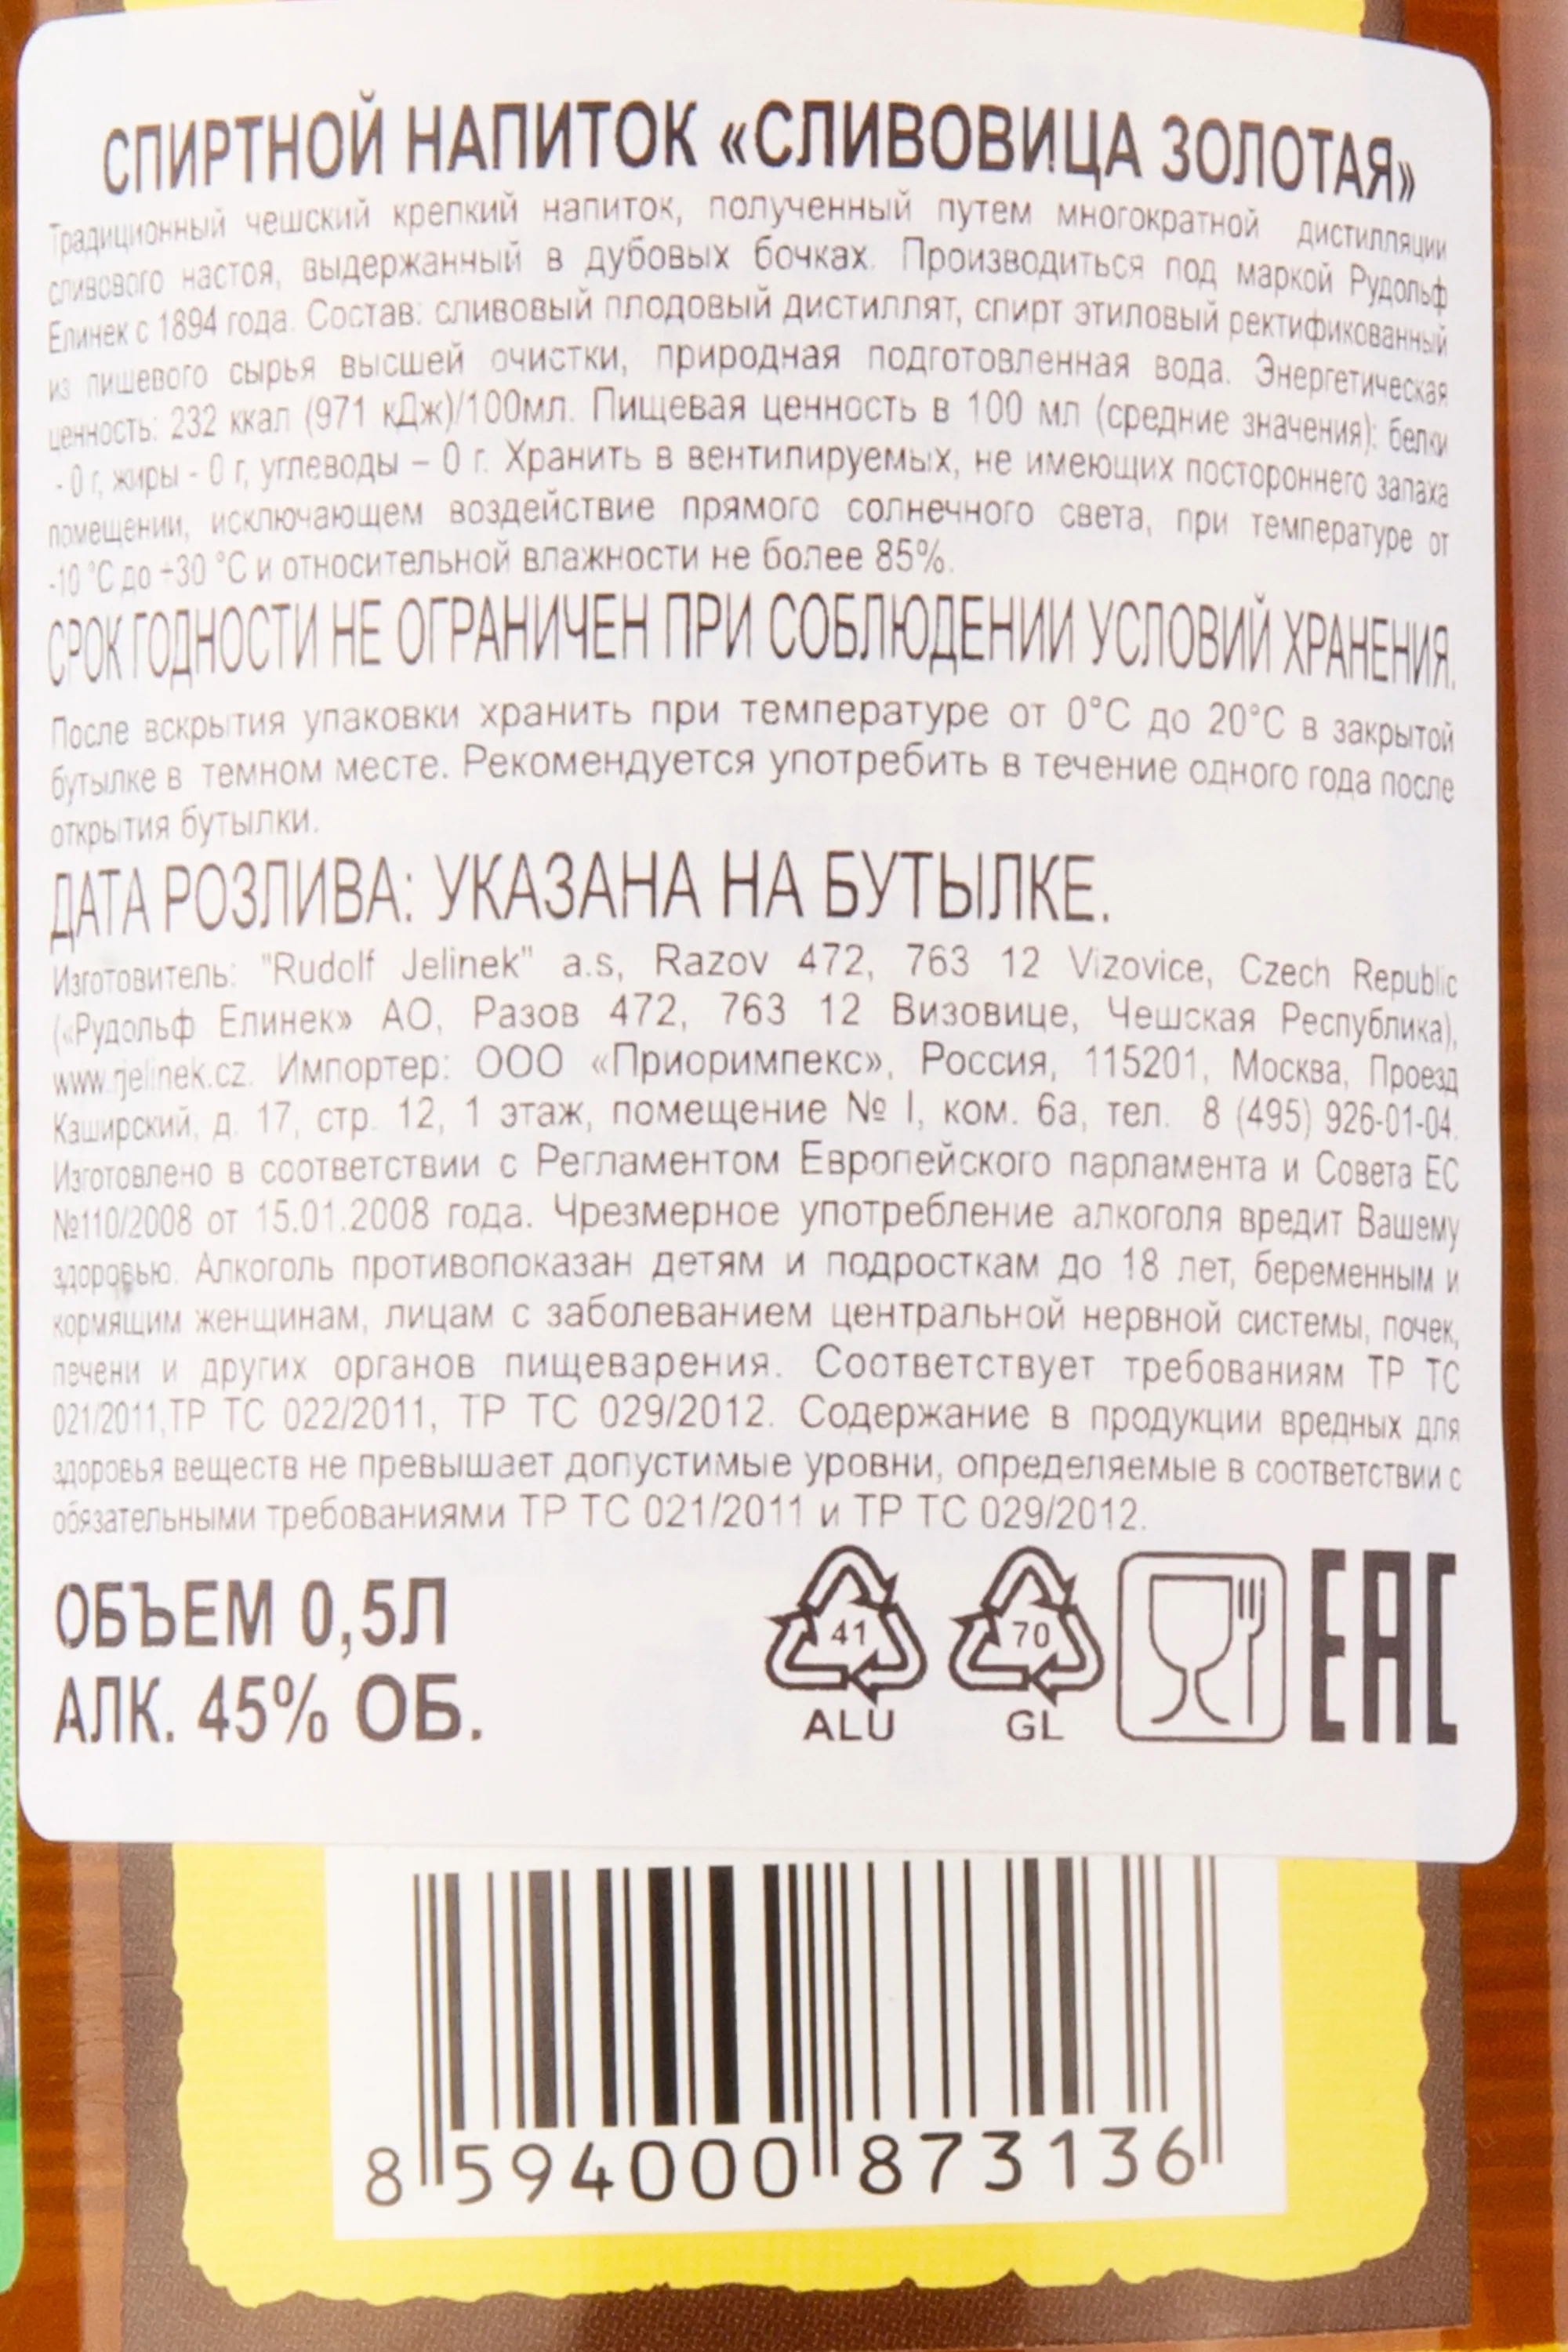 СПИРТНОЙ НАПИТОК «СЛИВОВИЦА ЗОЛОТАЯ»
Традиционный чешский крепкий напиток, полученный путем многократной дистилляции
сливового настоя, выдержанный в дубовых бочках. Производиться под маркой Рудольф
Елинек с 1894 года. Состав: сливовый плодовый дистиллят, спирт этиловый ректификованный
из пишевого сырья высшей очистки, природная подготовленная вода. Энергетическая
ценность: 232 ккал (971 кДж)/100мл. Пищевая ценность в 100 мл (средние значения): белки
- 0 г, жиры - 0 г, углеводы – 0 г. Хранить в вентилируемых, не имеющих постороннего запаха
помещении, исключающем воздействие прямого солнечного света, при температуре от
-10 °С до +30 °С и относительной влажности не более 85%.
СРОК ГОДНОСТИ НЕ ОГРАНИЧЕН ПРИ СОБЛЮДЕНИИ УСЛОВИЙ ХРАНЕНИЯ.
После вскрытия упаковки хранить при температуре от 0°С до 20°С в закрытой
бутылке в темном месте. Рекомендуется употребить в течение одного года после
открытия бутылки.
ДАТА РОЗЛИВА: УКАЗАНА НА БУТЫЛКЕ.
Изготовитель: "Rudolf Jelinek" a.s, Razov 472, 763 12 Vizovice, Czech Republic
(«Рудольф Елинек» АО, Разов 472, 763 12 Визовице, Чешская Республика),
www.rjelinek.cz. Импортер: ООО «Приоримпекс», Россия, 115201, Москва, Проезд
Каширский, д. 17, стр. 12, 1 этаж, помещение № I, ком. 6а, тел. 8 (495) 926-01-04.
Изготовлено в соответствии с Регламентом Европейского парламента и Совета ЕС
№110/2008 от 15.01.2008 года. Чрезмерное употребление алкоголя вредит Вашему
здоровью. Алкоголь противопоказан детям и подросткам до 18 лет, беременным и
кормящим женщинам, лицам с заболеванием центральной нервной системы, почек,
печени и других органов пищеварения. Соответствует требованиям ТР ТС
021/2011,ТР ТС 022/2011, ТР ТС 029/2012. Содержание в продукции вредных для
здоровья веществ не превышает допустимые уровни, определяемые в соответствии с
обязательными требованиями ТР ТС 021/2011 и ТР ТС 029/2012.
ОБЪЕМ 0,5Л
АЛК. 45% ОБ.
41
ALU
70
GL
EAC
8 594000 873136